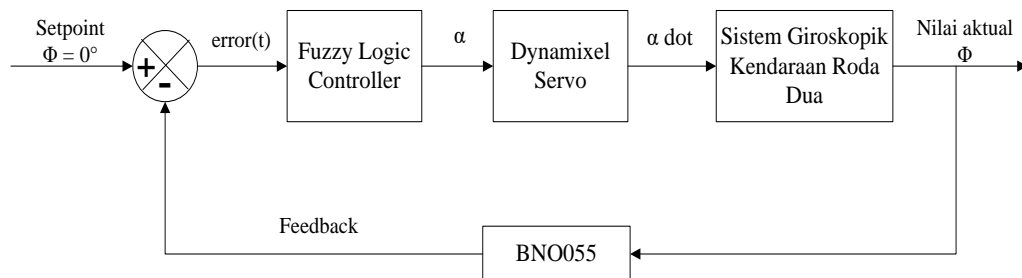 Setpoint
Φ = 0°
+
-
error(t)
Fuzzy Logic
Controller
α
Dynamixel
Servo
α dot
Sistem Giroskopik
Kendaraan Roda
Dua
Nilai aktual
Φ
Feedback
BNO055